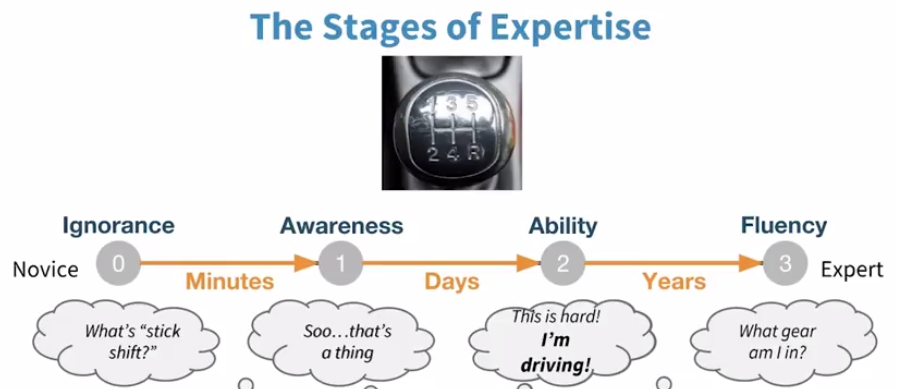 The Stages of Expertise
1 3 5
2 4 R
Ignorance
Awareness
Ability
Fluency
Novice
0
Minutes
1
Days
2
Years
3
Expert
What's "stick
shift?"
Soo...that's
a thing
This is hard!
I'm
driving!
What gear
am I in?